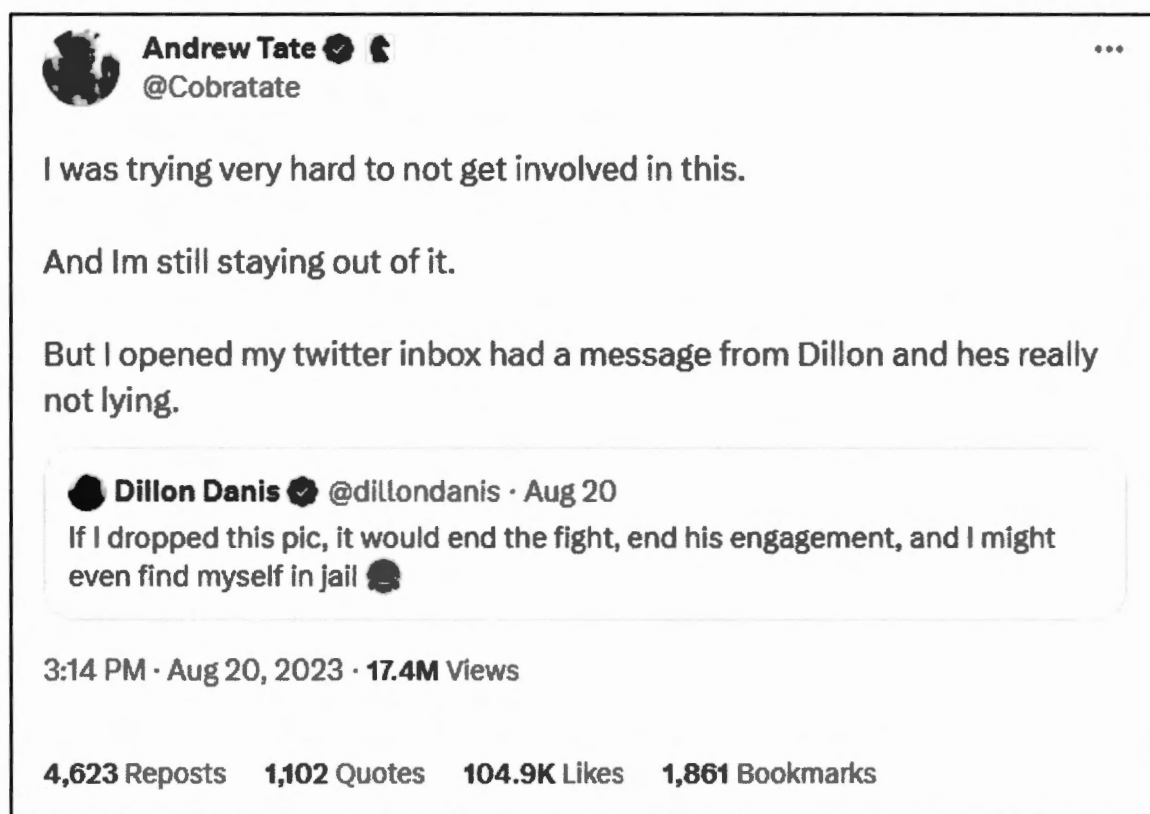 Andrew Tate
@Cobratate
I was trying very hard to not get involved in this.
And Im still staying out of it.
But I opened my twitter inbox had a message from Dillon and hes really
not lying.
Dillon Danis @dillondanis · Aug 20
If I dropped this pic, it would end the fight, end his engagement, and I might
even find myself in jail
3:14 PM · Aug 20, 2023 · 17.4M Views
4,623 Reposts 1,102 Quotes 104.9K Likes 1,861 Bookmarks